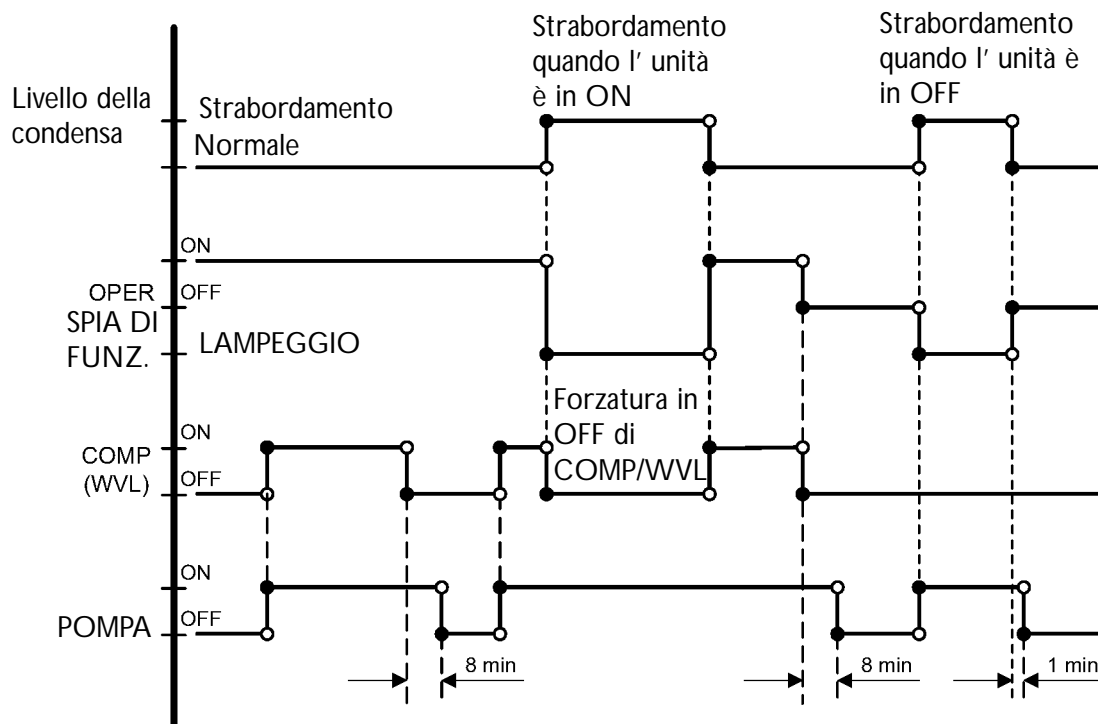 Strabordamento
quando l' unità
è in ON
Strabordamento
quando l' unità è
in OFF
Livello della
condensa
Strabordamento
Normale
ON
OPER
OFF
SPIA DI
FUNZ.
LAMPEGGIO
Forzatura in
OFF di
COMP/WVL
ON
COMP
(WVL)
OFF
ON
OFF
POMPA
8 min
8 min
1 min